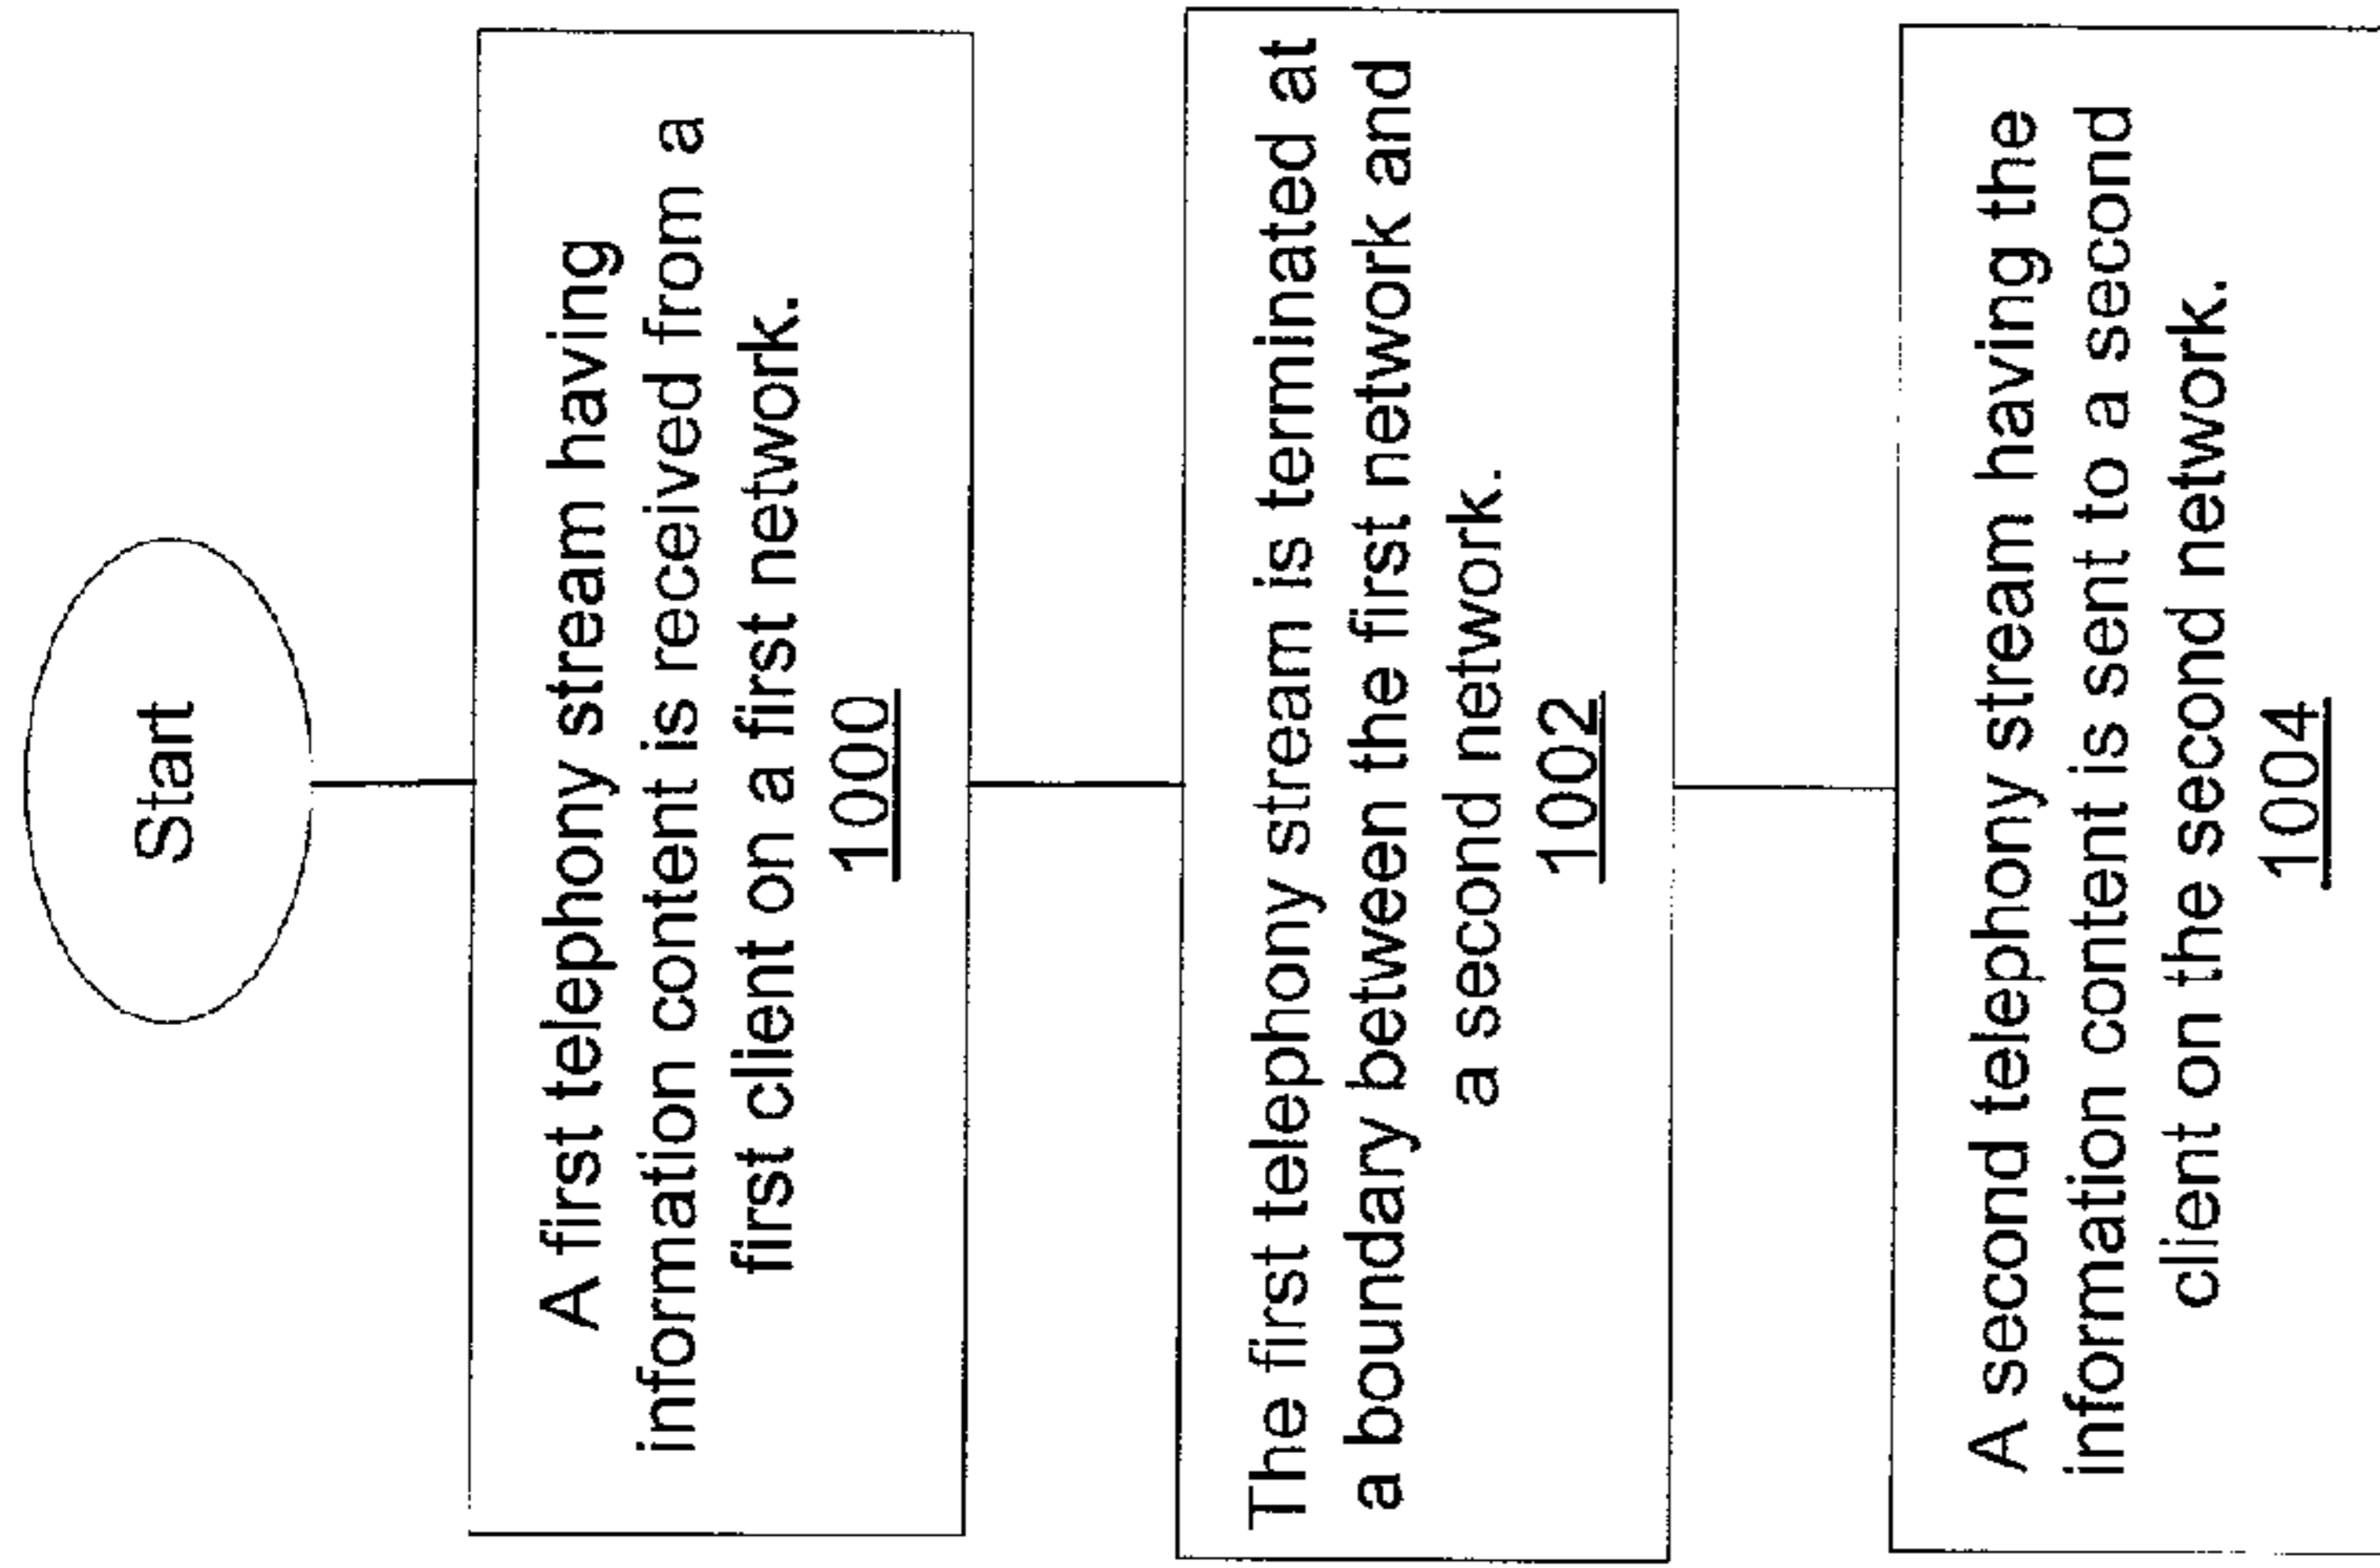 Start
A first telephony stream having
information content is received from a
first client on a first network.
1000
The first telephony stream is terminated at
a boundary between the first network and
a second network.
1002
A second telephony stream having the
information content is sent to a second
client on the second network.
1004